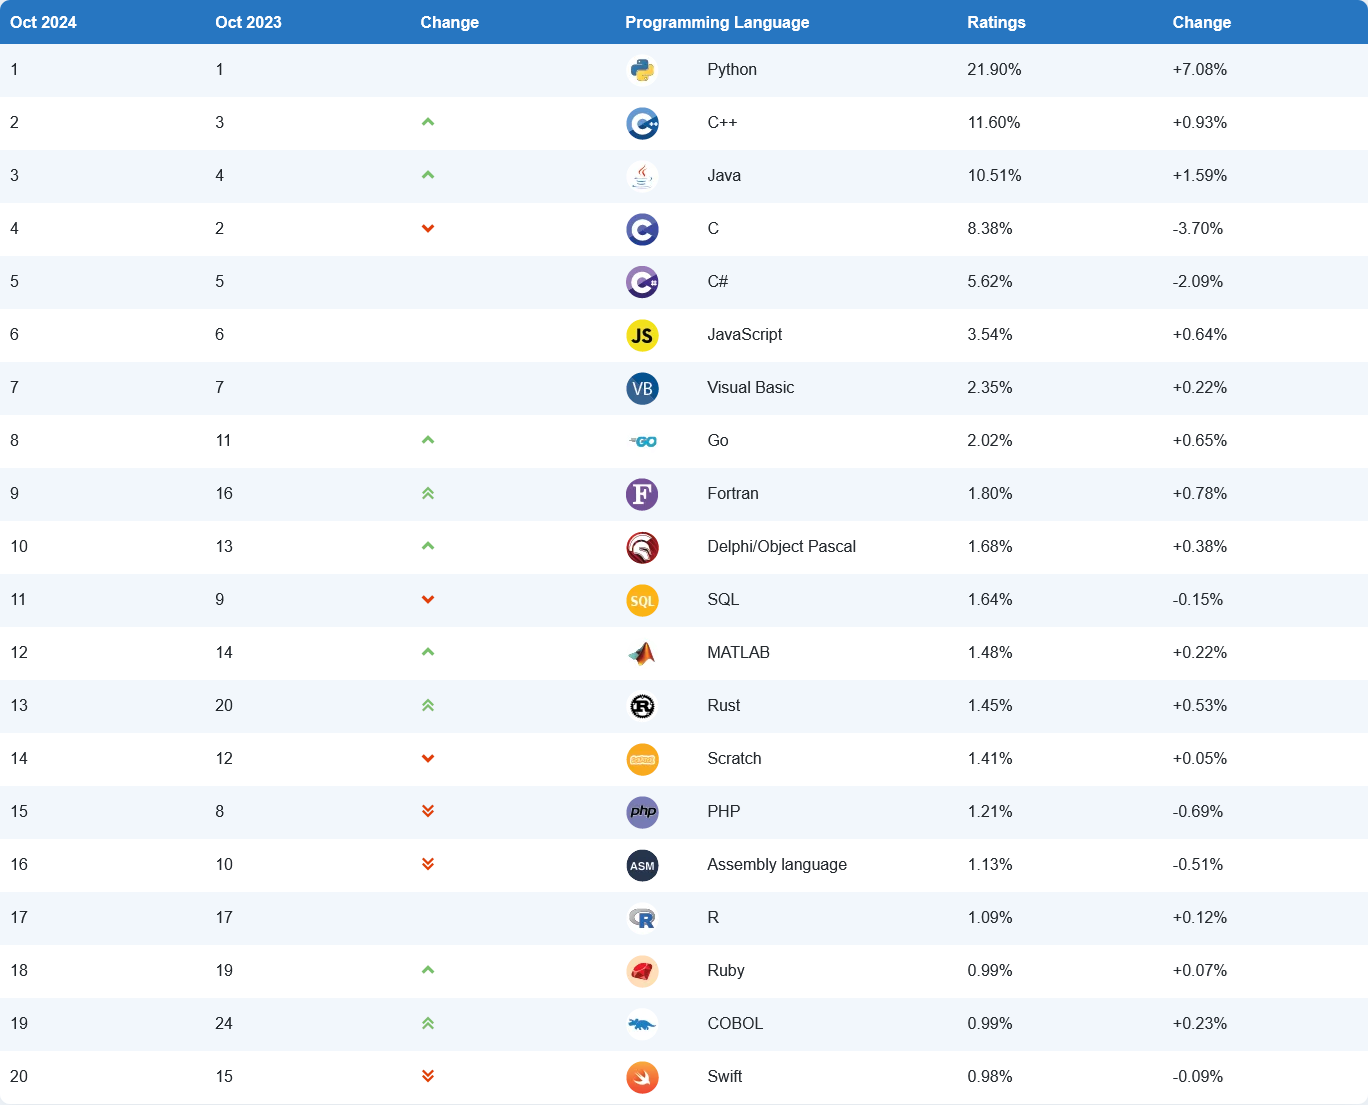 Oct 2024 Oct 2023 Change Programming Language Ratings Change
1 1 Python 21.90% +7.08%
2 3 C++ 11.60% +0.93%
3 4 Java 10.51% +1.59%
4 2 C 8.38% -3.70%
5 5 C# 5.62% -2.09%
6 6 JS JavaScript 3.54% +0.64%
7 7 VB Visual Basic 2.35% +0.22%
8 11 GO Go 2.02% +0.65%
9 16 F Fortran 1.80% +0.78%
10 13 Delphi/Object Pascal 1.68% +0.38%
11 9 SQL SQL 1.64% -0.15%
12 14 MATLAB 1.48% +0.22%
13 20 R Rust 1.45% +0.53%
14 12 Scratch 1.41% +0.05%
15 8 php PHP 1.21% -0.69%
16 10 ASM Assembly language 1.13% -0.51%
17 17 R R 1.09% +0.12%
18 19 Ruby 0.99% +0.07%
19 24 COBOL 0.99% +0.23%
20 15 Swift 0.98% -0.09%